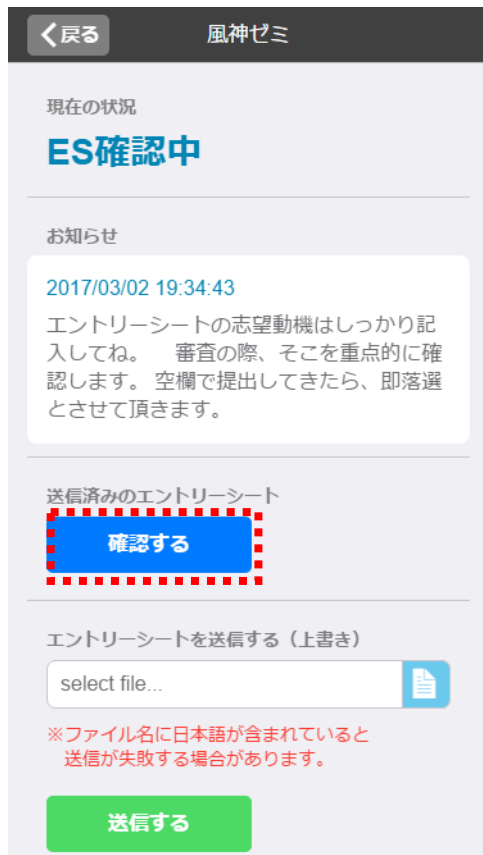 戻る
風神ゼミ
現在の状況
ES確認中
お知らせ
2017/03/02 19:34:43
エントリーシートの志望動機はしっかり記
入してね。　審査の際、そこを重点的に確
認します。 空欄で提出してきたら、即落選
とさせて頂きます。
送信済みのエントリーシート
確認する
エントリーシートを送信する（上書き）
select file...
※ファイル名に日本語が含まれていると
送信が失敗する場合があります。
送信する